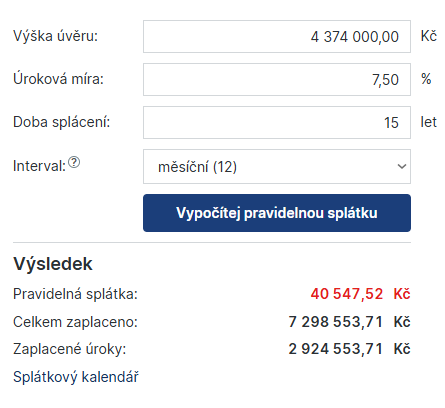 Výška úvěru: 4 374 000,00 Kč
Úroková míra: 7,50 %
Doba splácení: 15 let
Interval: ? měsíční (12)
Vypočítej pravidelnou splátku
Výsledek
Pravidelná splátka: 40 547,52 Kč
Celkem zaplaceno: 7 298 553,71 Kč
Zaplacené úroky: 2 924 553,71 Kč
Splátkový kalendář